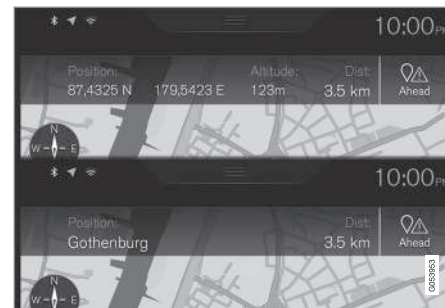 10:00PM
Position: Altitude: Dist:
87,4325 N 179,5423 E 123m 3.5 km Ahead
N
W E
10:00PM
Position: Dist:
Gothenburg 3.5 km Ahead
N
W E
G053953